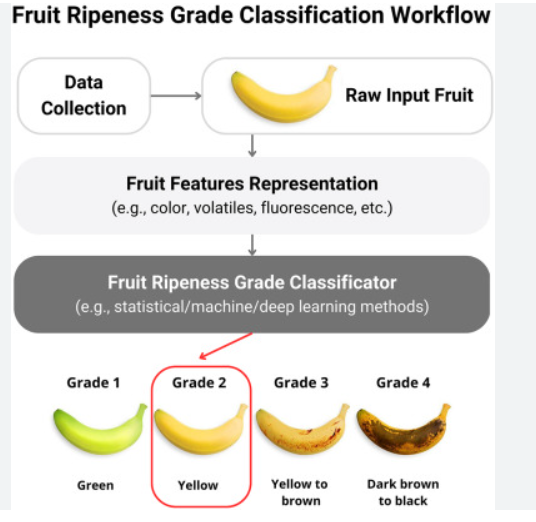 Fruit Ripeness Grade Classification Workflow
Data
Collection
Raw Input Fruit
Fruit Features Representation
(e.g., color, volatiles, fluorescence, etc.)
Fruit Ripeness Grade Classificator
(e.g., statistical/machine/deep learning methods)
Grade 1
Grade 2
Grade 3
Grade 4
Green
Yellow
Yellow to
brown
Dark brown
to black